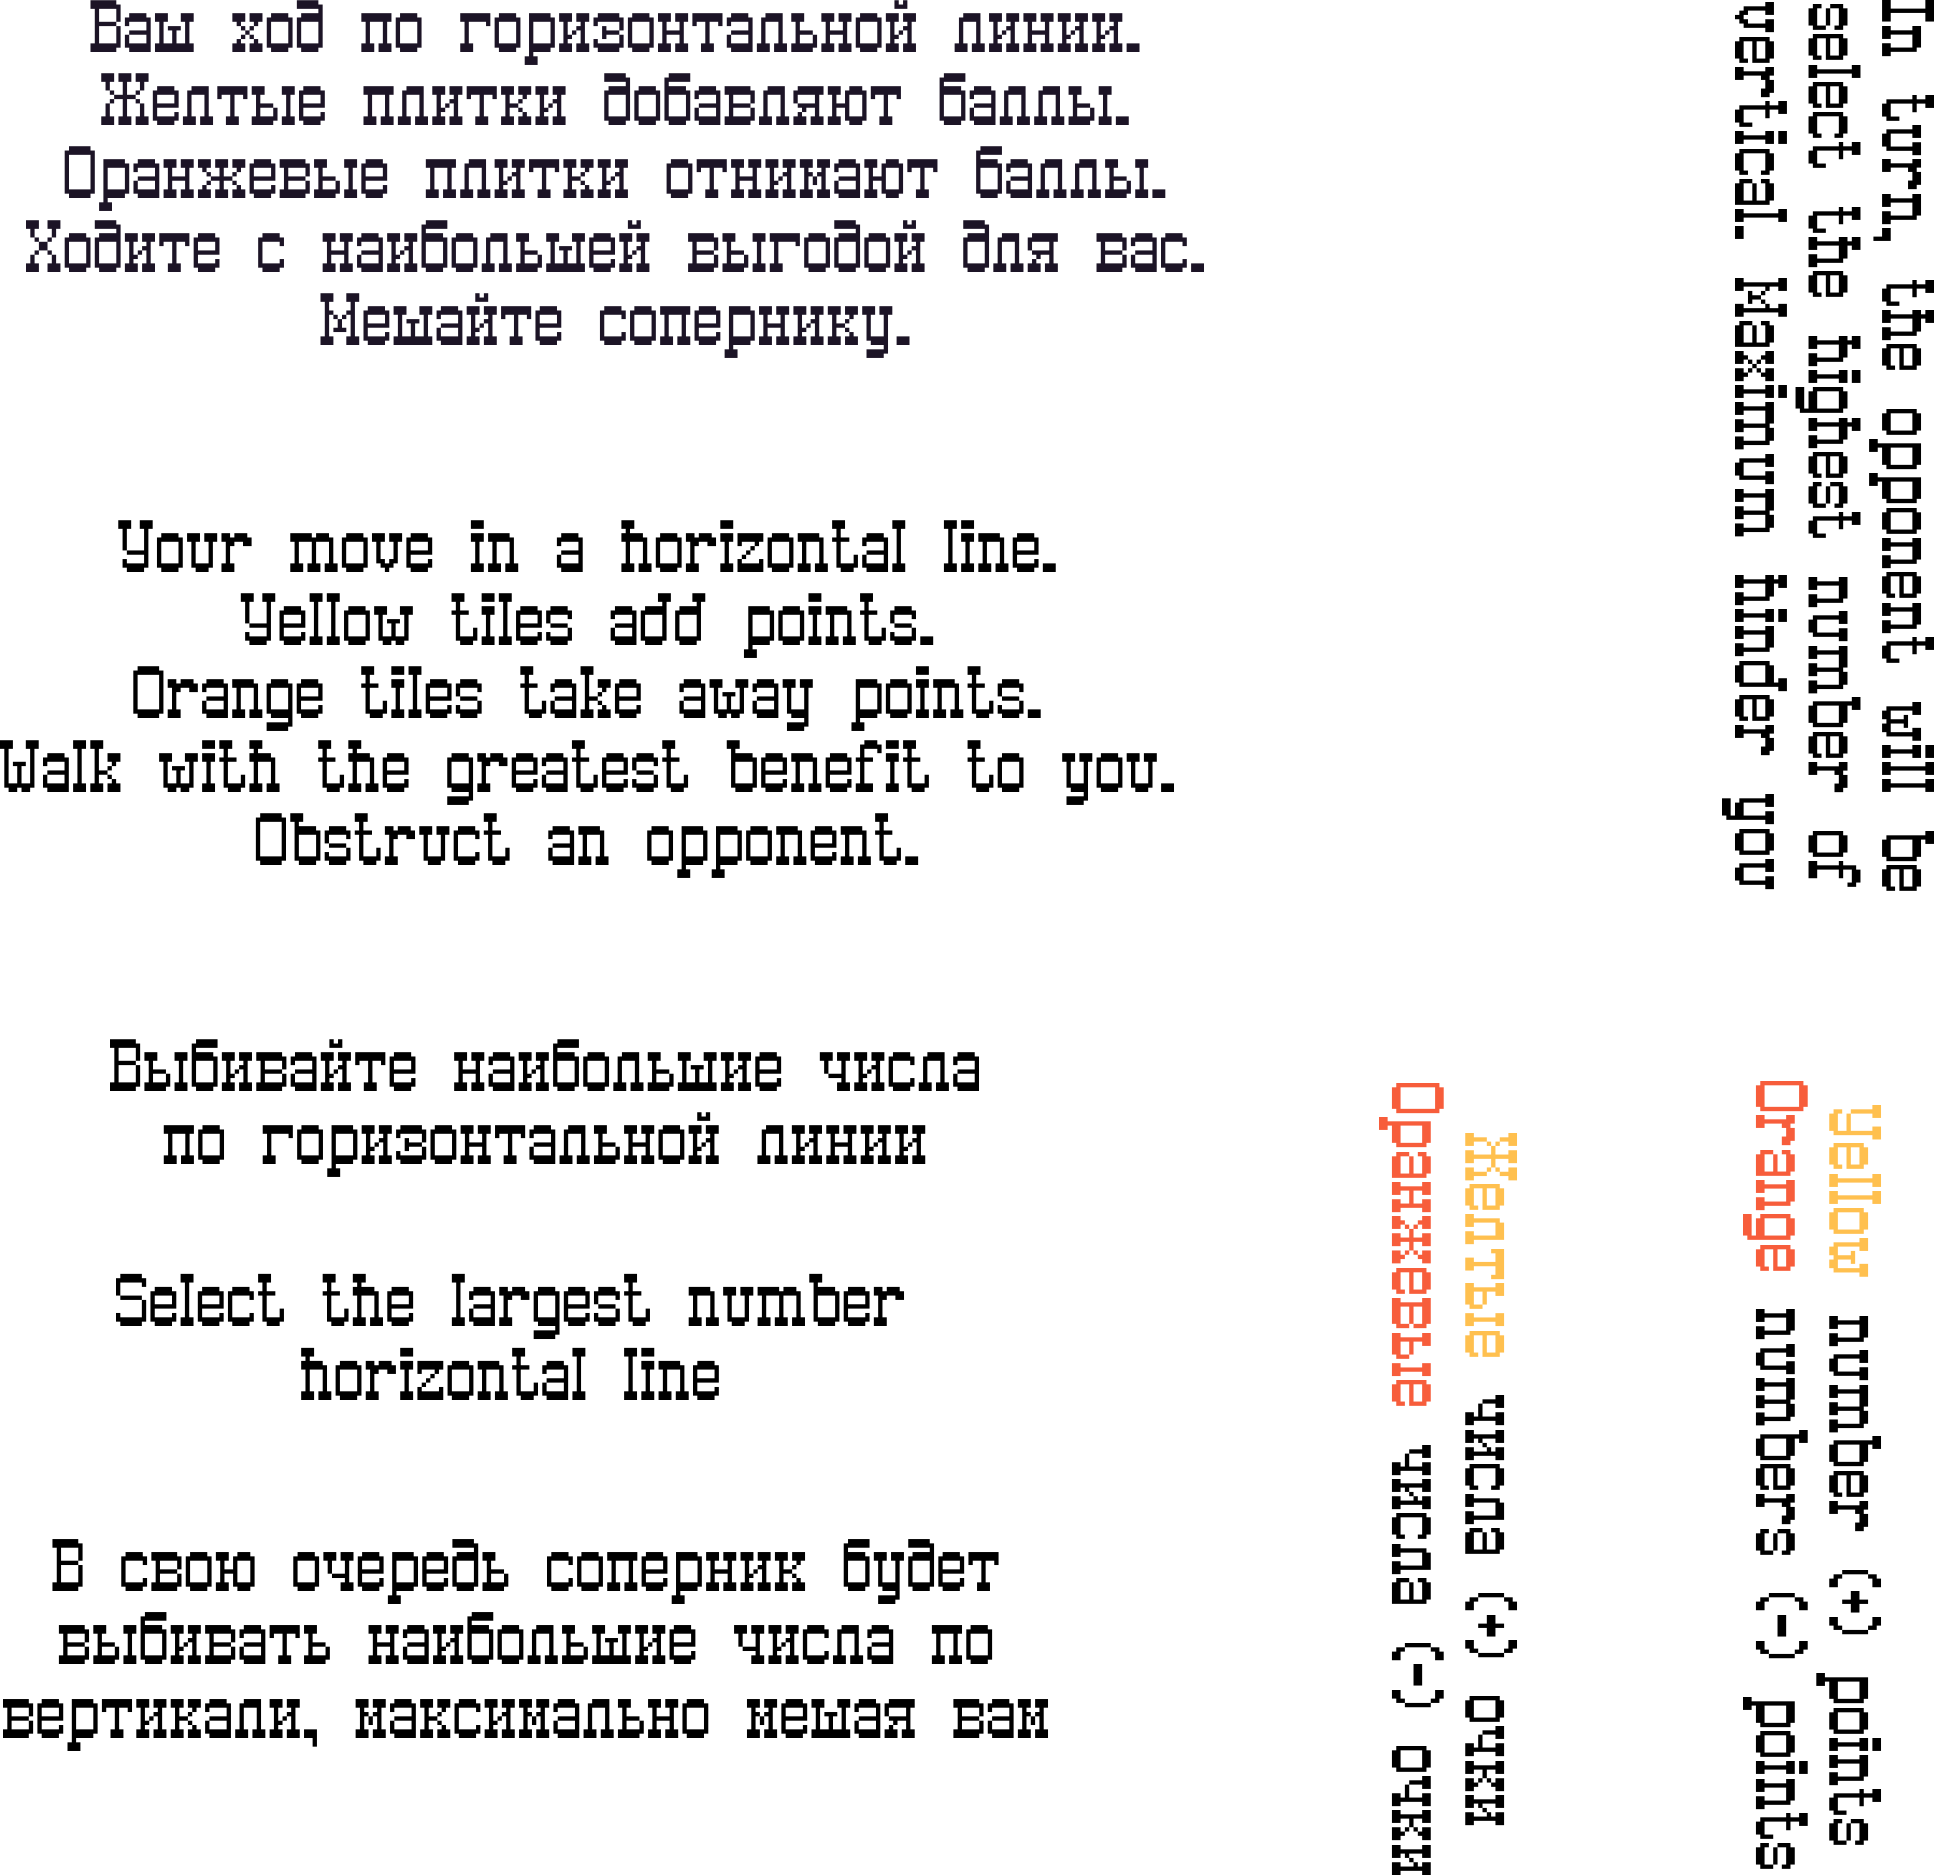 Ваш ход по горизонтальной линии.
Желтые плитки добавляют баллы.
Оранжевые плитки отнимают баллы.
Ходите с наибольшей выгодой для вас.
Мешайте сопернику.
Your move in a horizontal line.
Yellow tiles add points.
Orange tiles take away points.
Walk with the greatest benefit to you.
Obstruct an opponent.
Выбивайте наибольшие числа
по горизонтальной линии
Select the largest number
horizontal line
В свою очередь соперник будет
выбивать наибольшие числа по
вертикали, максимально мешая вам
In turn, the opponent will be
select the highest number of
vertical. Maximum hinder you
Желтые числа (+) очки
Оранжевые числа (-) очки
Yellow number (+) points
Orange numbers (-) points